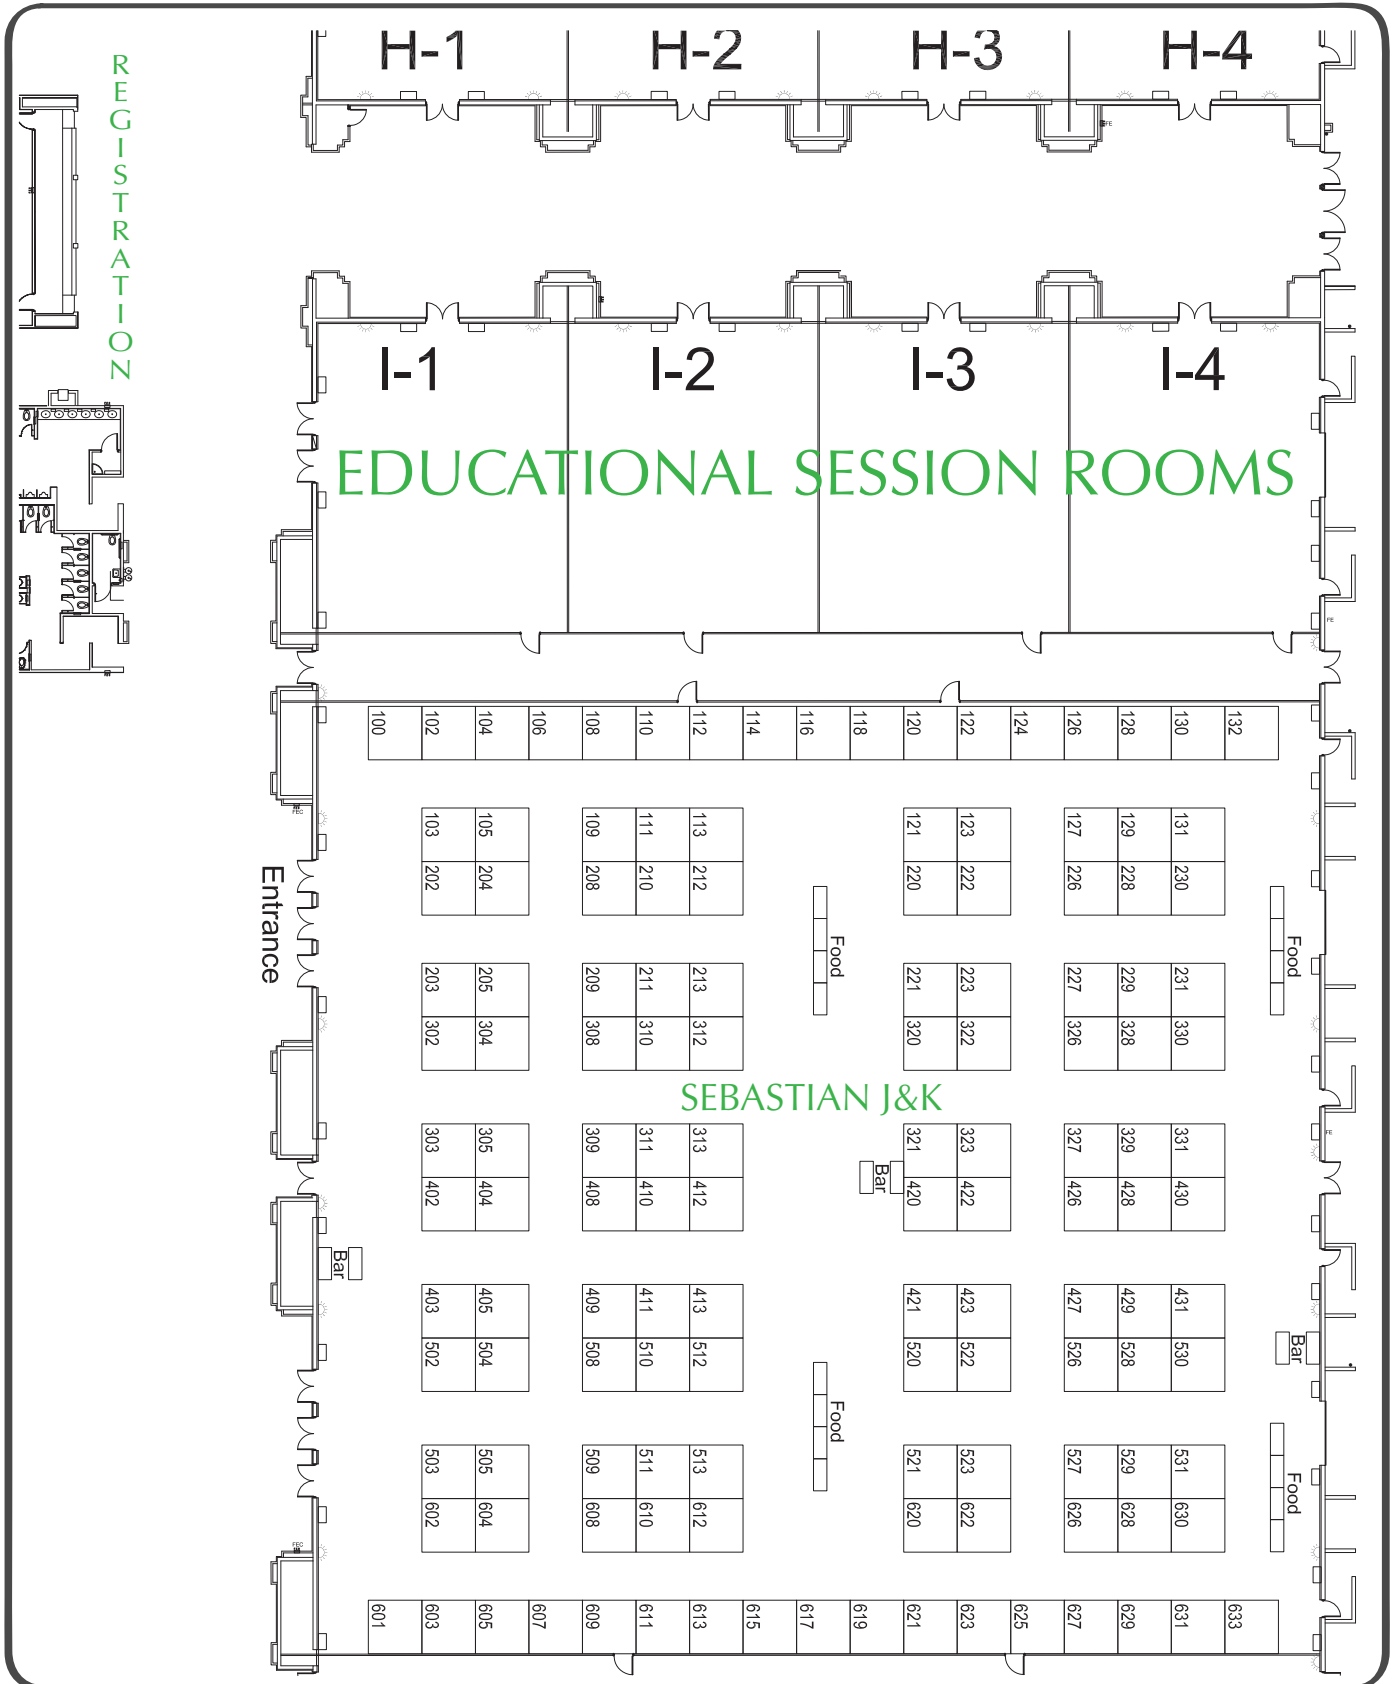 H-1 H-2 H-3 H-4
REGISTRATION
FE
I-1 I-2 I-3 I-4
EDUCATIONAL SESSION ROOMS
FE
100 102 104 106 108 110 112 114 116 118 120 122 124 126 128 130 132
FEC
103 105 109 111 113 121 123 127 129 131
202 204 208 210 212 220 222 226 228 230
Entrance
Food Food
203 205 209 211 213 221 223 227 229 231
302 304 308 310 312 320 322 326 328 330
SEBASTIAN J&K
FE
303 305 309 311 313 321 323 327 329 331
Bar
402 404 408 410 412 420 422 426 428 430
Bar
403 405 409 411 413 421 423 427 429 431
Bar
502 504 508 510 512 520 522 526 528 530
Food
503 505 509 511 513 521 523 527 529 531
Food
602 604 608 610 612 620 622 626 628 630
FEC
601 603 605 607 609 611 613 615 617 619 621 623 625 627 629 631 633